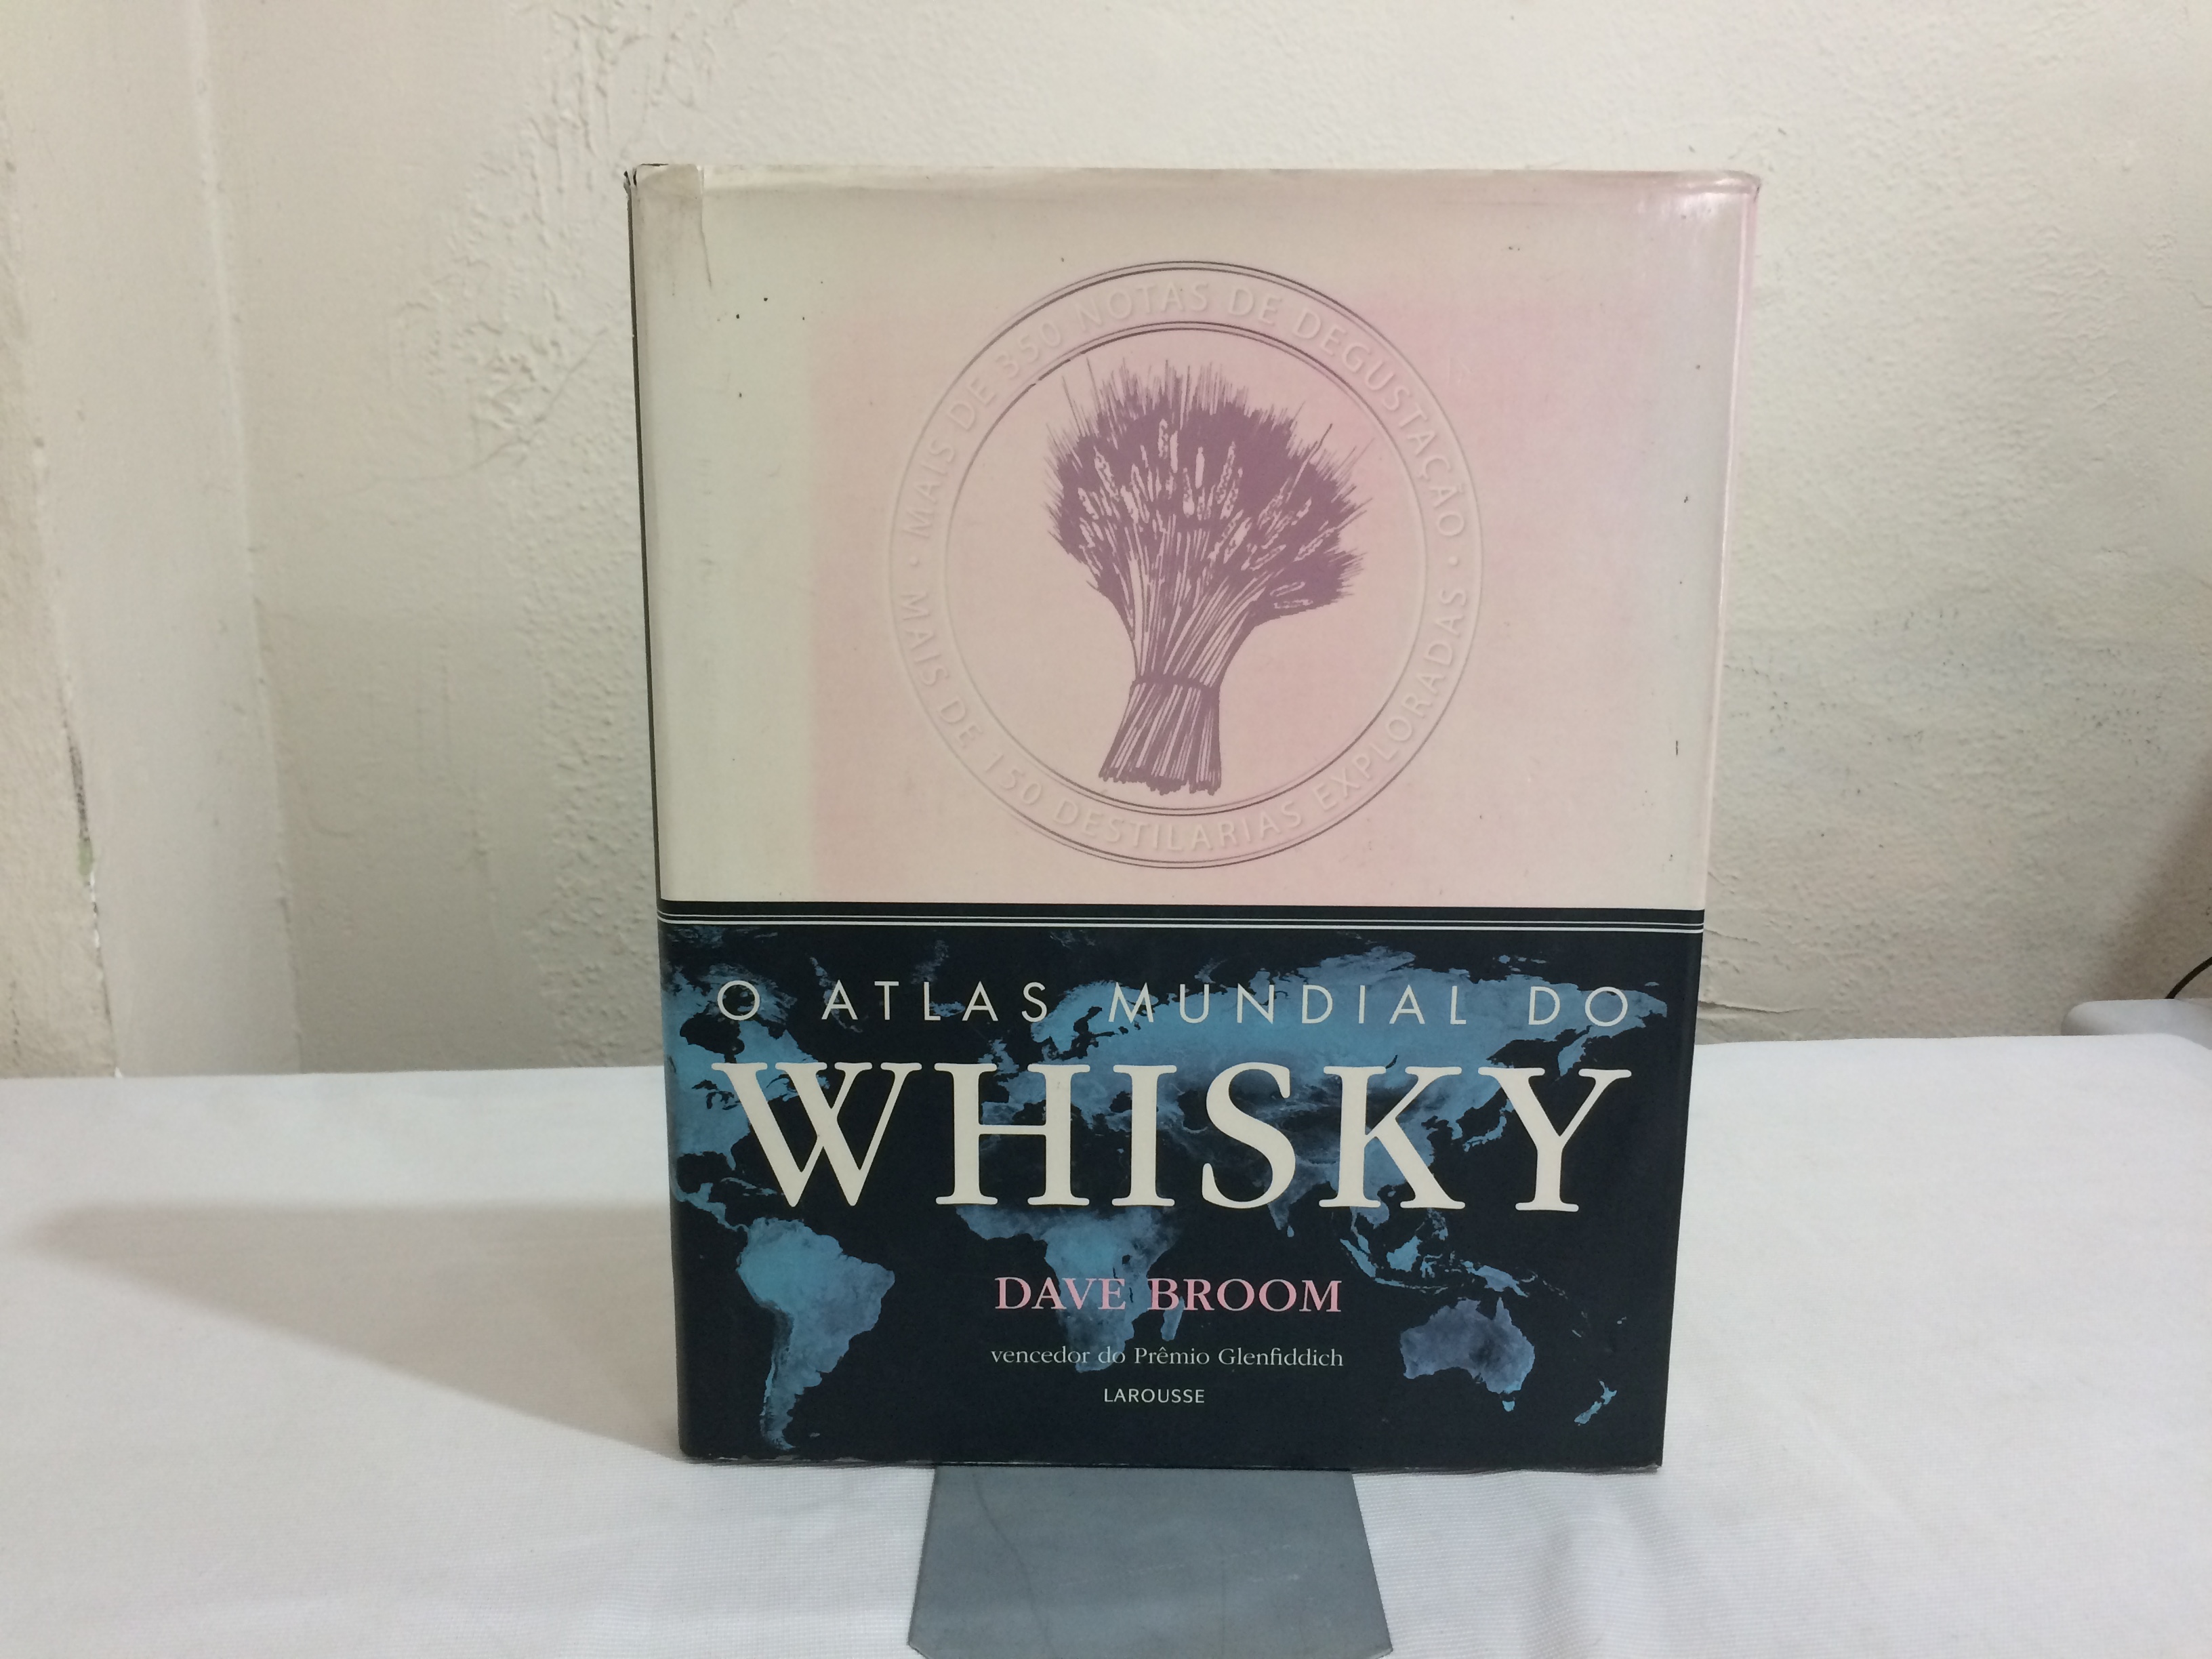 MAIS DE 350 NOTAS DE DEGUSTAÇÃO
• MAIS DE 150 DESTILARIAS EXPLORADAS •
O ATLAS MUNDIAL DO
WHISKY
DAVE BROOM
vencedor do Prêmio Glenfiddich
LAROUSSE